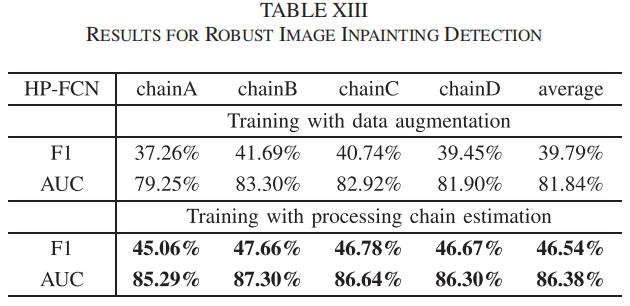 TABLE XIII
RESULTS FOR ROBUST IMAGE INPAINTING DETECTION
HP-FCN chainA chainB chainC chainD average
Training with data augmentation
F1 37.26% 41.69% 40.74% 39.45% 39.79%
AUC 79.25% 83.30% 82.92% 81.90% 81.84%
Training with processing chain estimation
F1 45.06% 47.66% 46.78% 46.67% 46.54%
AUC 85.29% 87.30% 86.64% 86.30% 86.38%